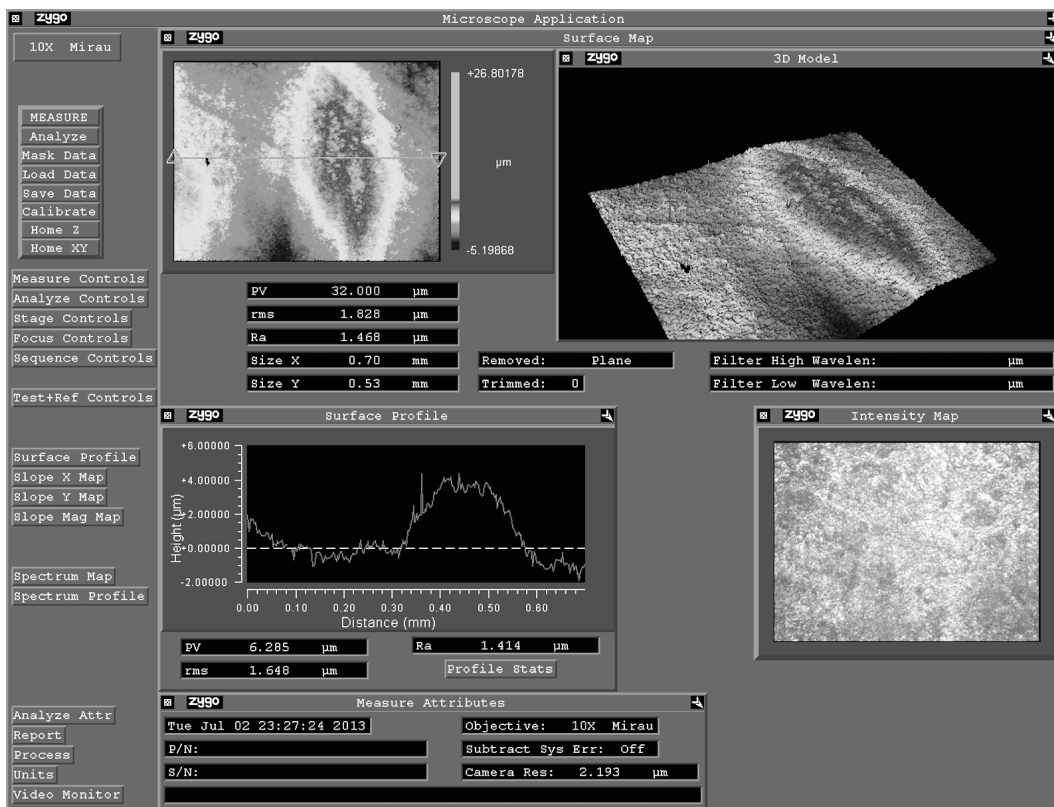 zygo Microscope Application
10X Mirau
MEASURE
Analyze
Mask Data
Load Data
Save Data
Calibrate
Home Z
Home XY
Measure Controls
Analyze Controls
Stage Controls
Focus Controls
Sequence Controls
Test+Ref Controls
Surface Profile
Slope X Map
Slope Y Map
Slope Mag Map
Spectrum Map
Spectrum Profile
Analyze Attr
Report
Process
Units
Video Monitor
zygo Surface Map
+26.80178
µm
-5.19868
PV 32.000 µm
rms 1.828 µm
Ra 1.468 µm
Size X 0.70 mm
Size Y 0.53 mm
Removed: Plane
Trimmed: 0
Filter High Wavelen: µm
Filter Low Wavelen: µm
zygo 3D Model
zygo Surface Profile
+6.00000
+4.00000
+2.00000
+0.00000
-2.00000
Height (µm)
0.00 0.10 0.20 0.30 0.40 0.50 0.60
Distance (mm)
PV 6.285 µm
rms 1.648 µm
Ra 1.414 µm
Profile Stats
zygo Intensity Map
zygo Measure Attributes
Tue Jul 02 23:27:24 2013
P/N:
S/N:
Objective: 10X Mirau
Subtract Sys Err: Off
Camera Res: 2.193 µm